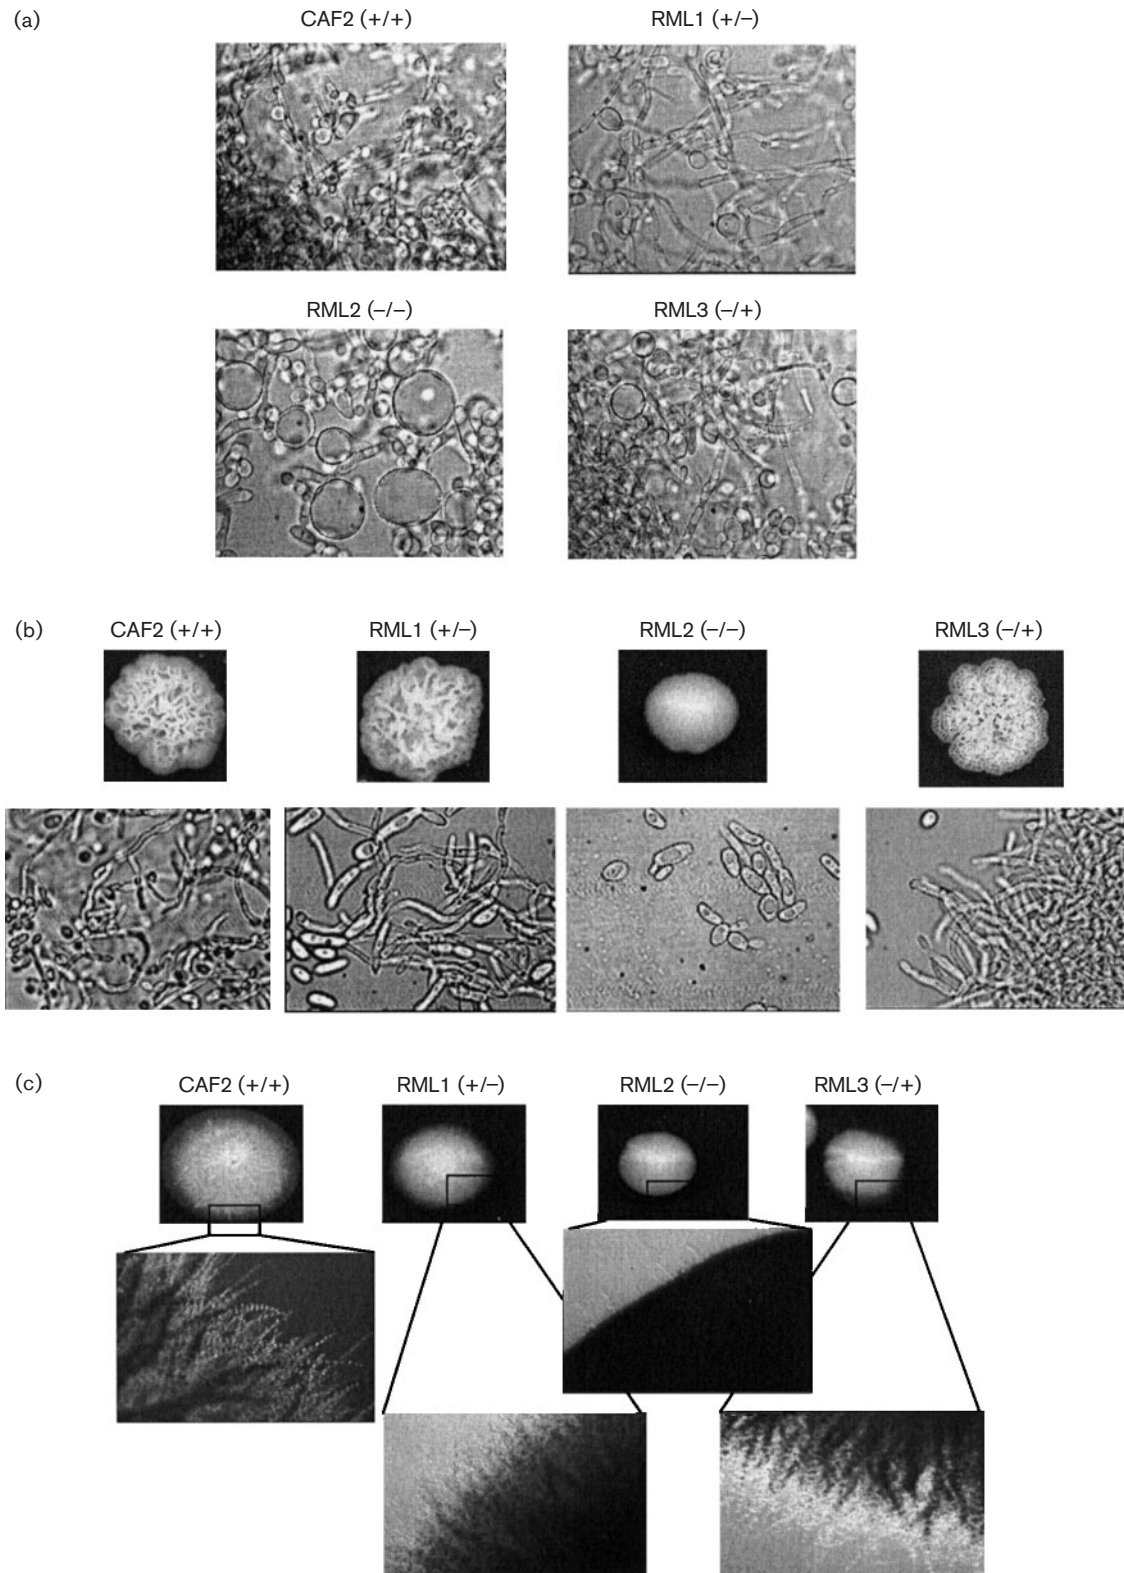 (a)
CAF2 (+/+) RML1 (+/–)
RML2 (–/–) RML3 (–/+)
(b)
CAF2 (+/+) RML1 (+/–) RML2 (–/–) RML3 (–/+)
(c)
CAF2 (+/+) RML1 (+/–) RML2 (–/–) RML3 (–/+)